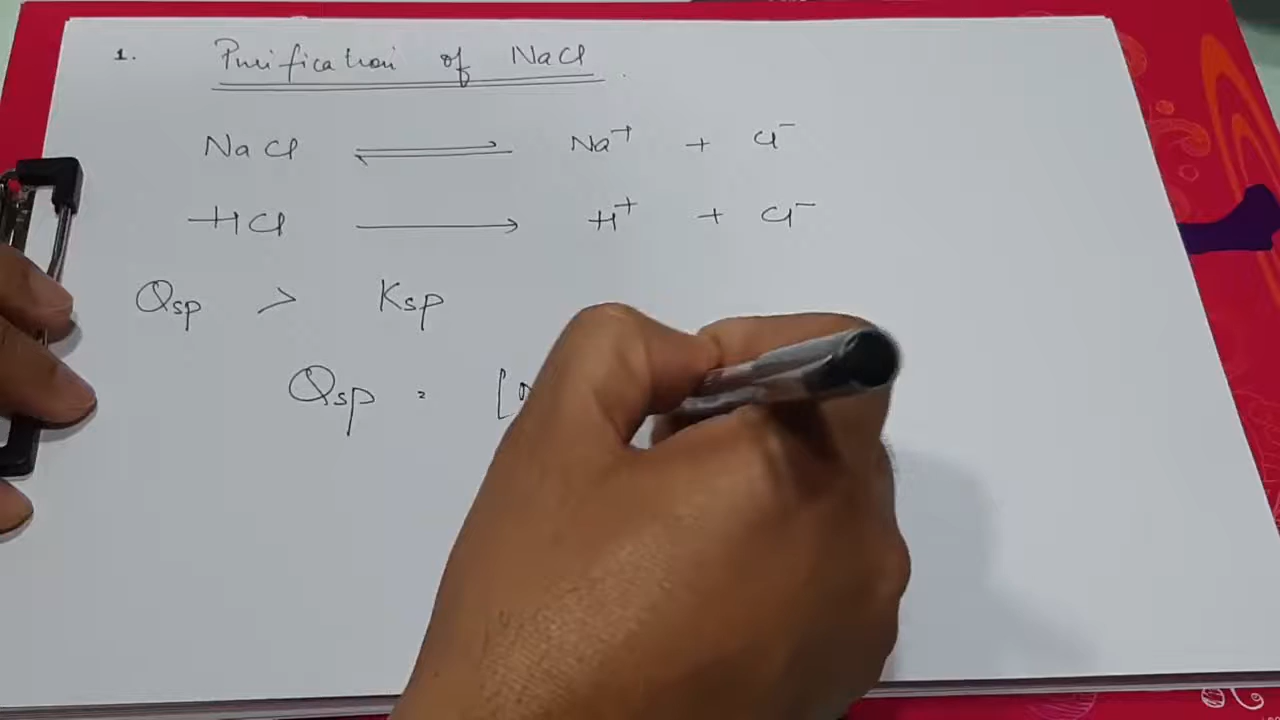 1. Purification of NaCl
NaCl ⇌ Na⁺ + Cl⁻
HCl ⟶ H⁺ + Cl⁻
Qsp > Ksp
Qsp = [